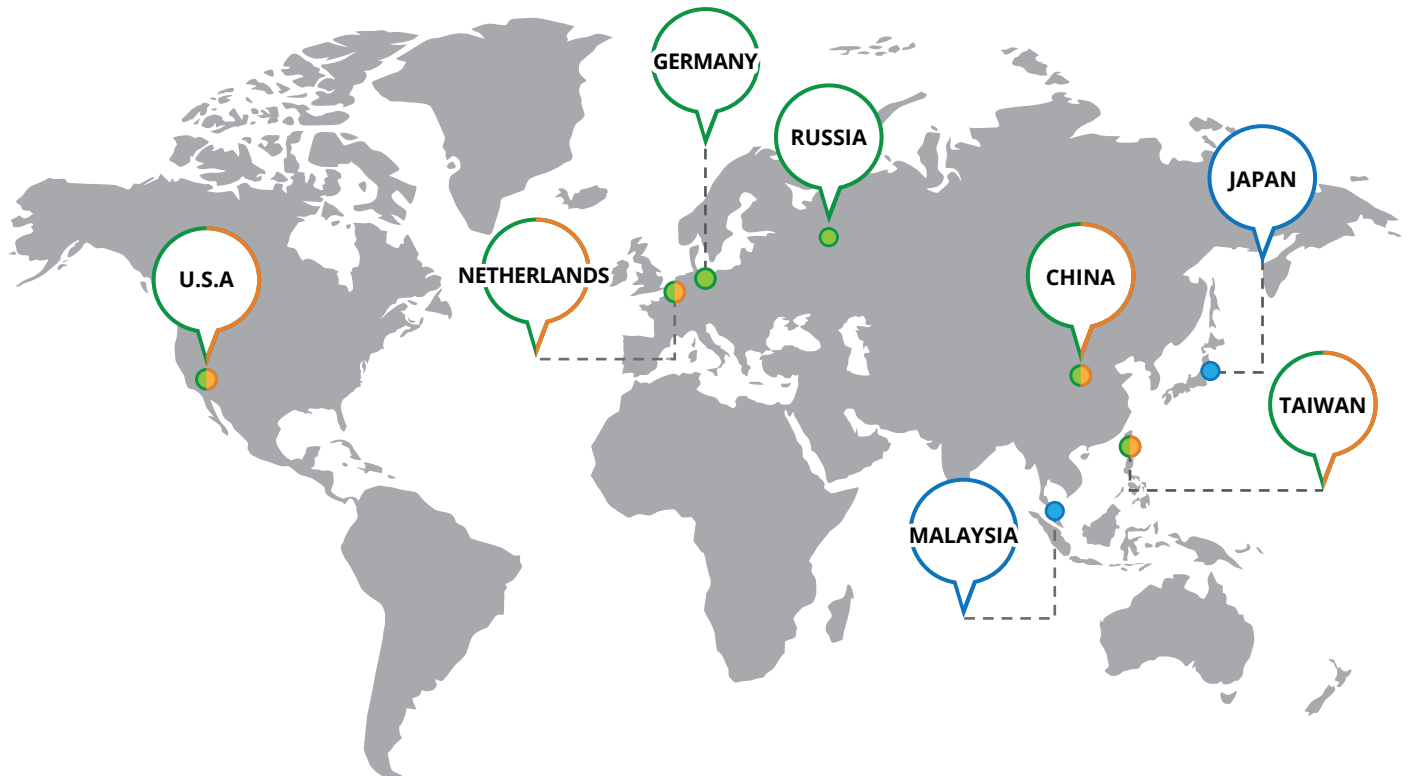 GERMANY
RUSSIA
JAPAN
U.S.A
NETHERLANDS
CHINA
TAIWAN
MALAYSIA